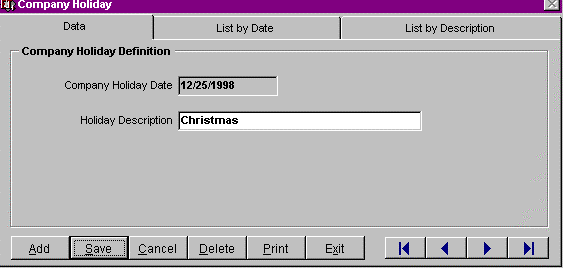 Company Holiday
Data List by Date List by Description
Company Holiday Definition
Company Holiday Date 12/25/1998
Holiday Description Christmas
Add Save Cancel Delete Print Exit